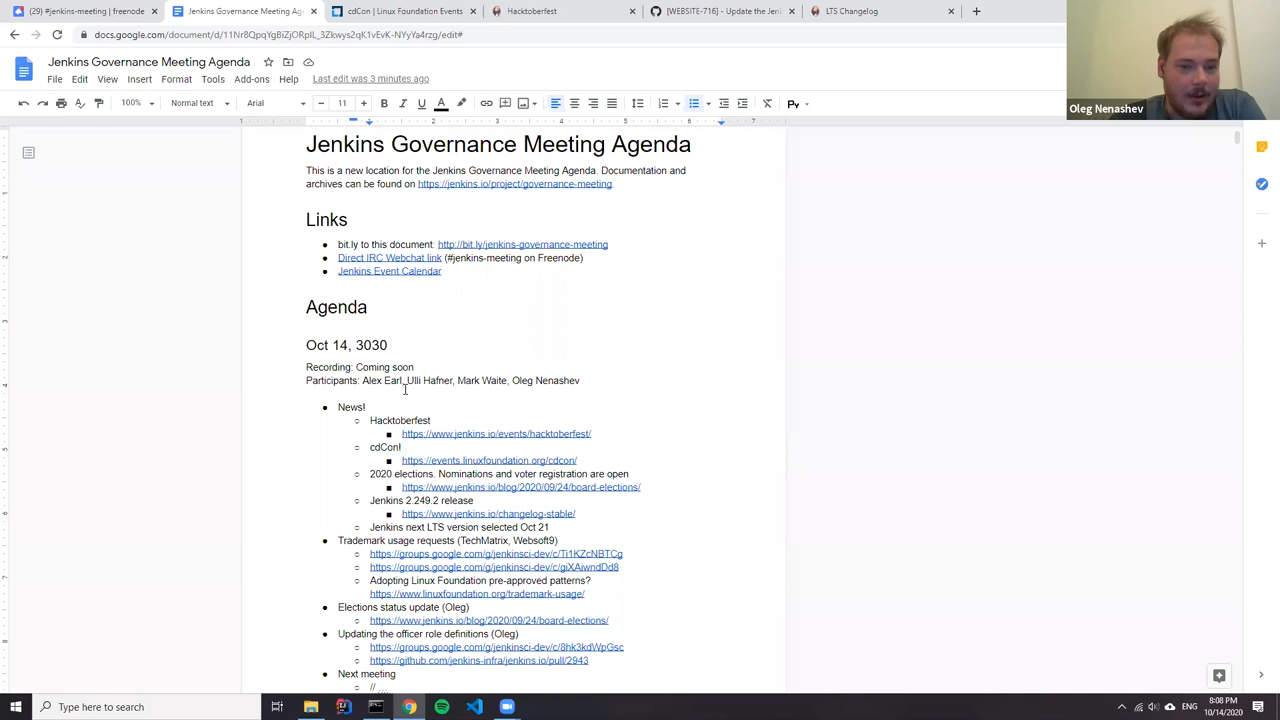 (29) #jenkins-meeting | freenode
Jenkins Governance Meeting Ag
cdCon | Linux Foundation Events
Hacktoberfest
[WEBSITE-716] - Update the Jen
LTS Changelog
docs.google.com/document/d/11Nr8QpqYgBiZjORpIL_3Zkwys2qK1vEvK-NYyYa4rzg/edit#
Jenkins Governance Meeting Agenda
File Edit View Insert Format Tools Add-ons Help Last edit was 3 minutes ago
100% Normal text Arial 11
Oleg Nenashev
Jenkins Governance Meeting Agenda
This is a new location for the Jenkins Governance Meeting Agenda. Documentation and
archives can be found on https://jenkins.io/project/governance-meeting.
Links
● bit.ly to this document: http://bit.ly/jenkins-governance-meeting
● Direct IRC Webchat link (#jenkins-meeting on Freenode)
● Jenkins Event Calendar
Agenda
Oct 14, 3030
Recording: Coming soon
Participants: Alex Earl, Ulli Hafner, Mark Waite, Oleg Nenashev
● News!
○ Hacktoberfest
■ https://www.jenkins.io/events/hacktoberfest/
○ cdCon!
■ https://events.linuxfoundation.org/cdcon/
○ 2020 elections. Nominations and voter registration are open
■ https://www.jenkins.io/blog/2020/09/24/board-elections/
○ Jenkins 2.249.2 release
■ https://www.jenkins.io/changelog-stable/
○ Jenkins next LTS version selected Oct 21
● Trademark usage requests (TechMatrix, Websoft9)
○ https://groups.google.com/g/jenkinsci-dev/c/Ti1KZcNBTCg
○ https://groups.google.com/g/jenkinsci-dev/c/giXAiwndDd8
○ Adopting Linux Foundation pre-approved patterns?
https://www.linuxfoundation.org/trademark-usage/
● Elections status update (Oleg)
○ https://www.jenkins.io/blog/2020/09/24/board-elections/
● Updating the officer role definitions (Oleg)
○ https://groups.google.com/g/jenkinsci-dev/c/8hk3kdWpGsc
○ https://github.com/jenkins-infra/jenkins.io/pull/2943
● Next meeting
○ // ...
Type here to search
ENG
8:08 PM
10/14/2020